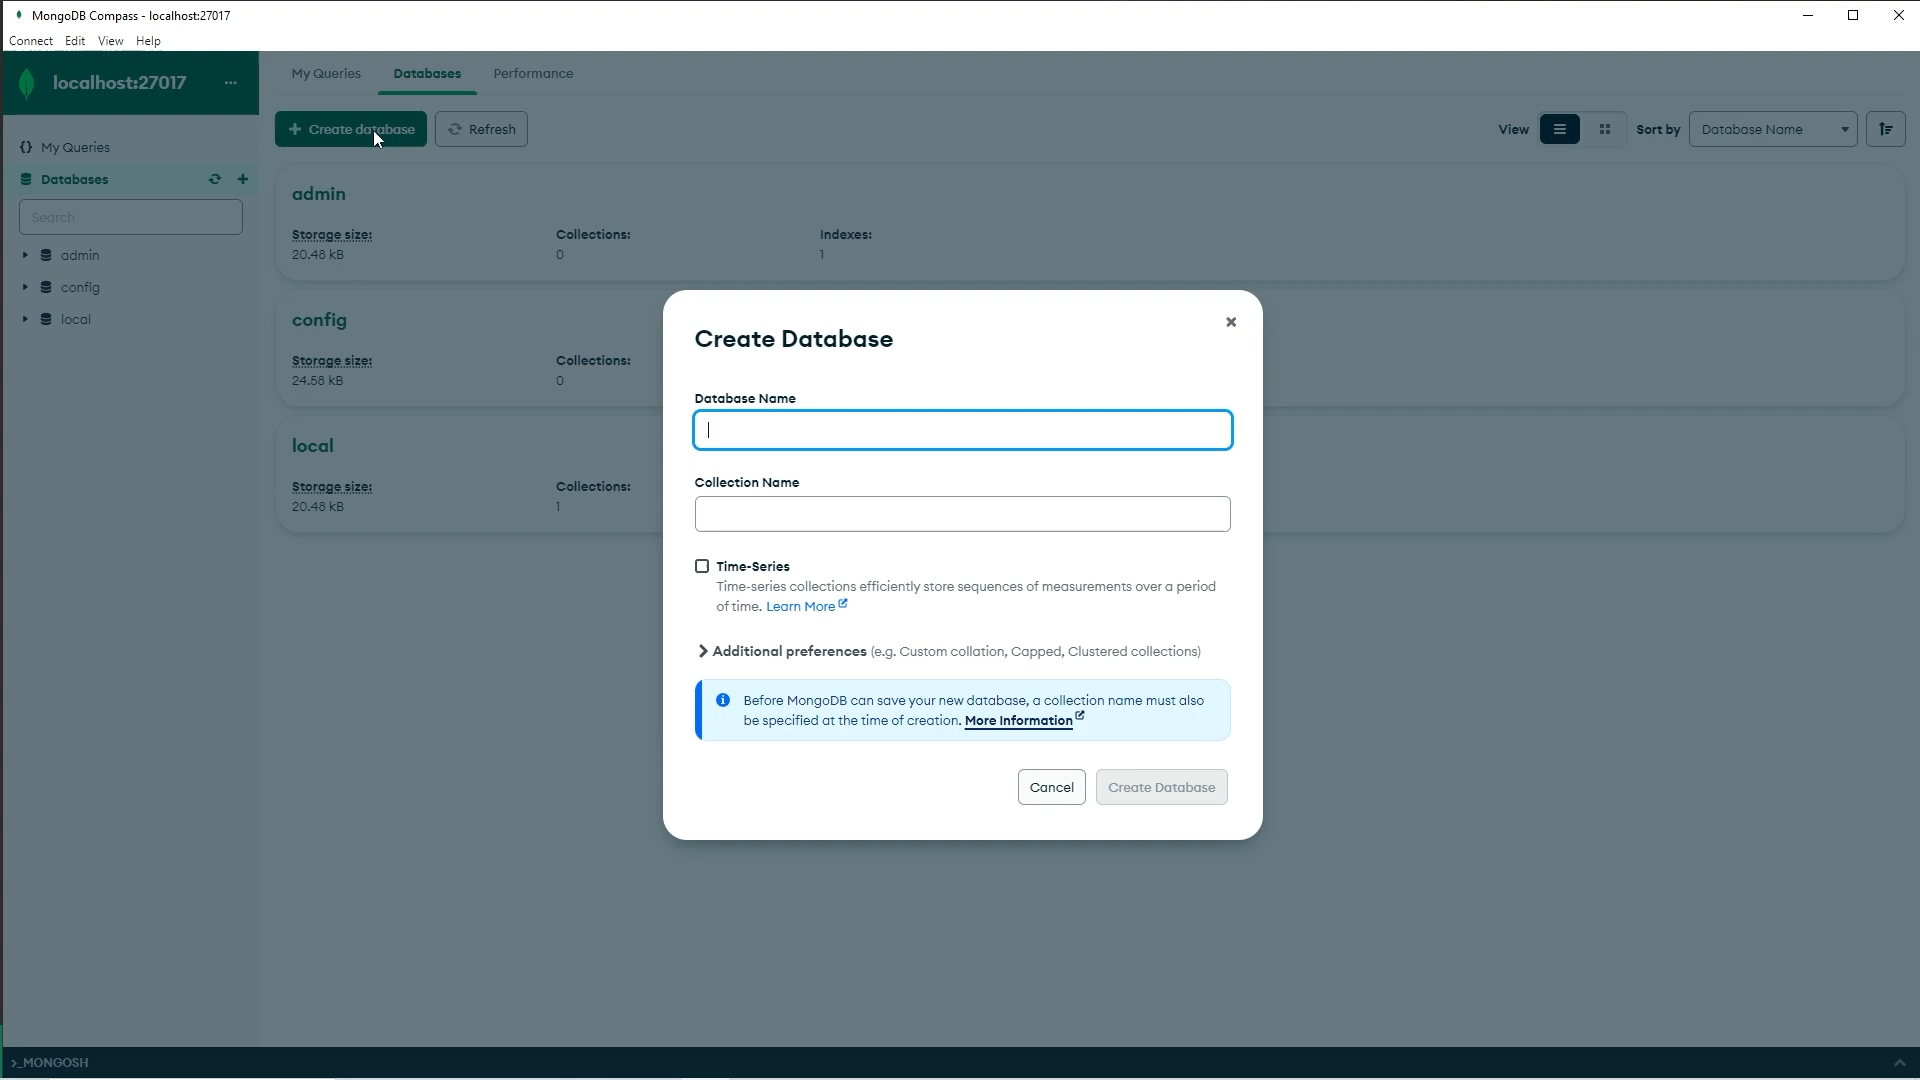 MongoDB Compass - localhost:27017
Connect Edit View Help
localhost:27017 ...
My Queries Databases Performance
Create database Refresh
View Sort by Database Name
{} My Queries
Databases
Search
admin
config
local
admin
Storage size: Collections: Indexes:
20.48 kB 0 1
config
Storage size: Collections:
24.58 kB 0
local
Storage size: Collections:
20.48 kB 1
Create Database
Database Name
Collection Name
Time-Series
Time-series collections efficiently store sequences of measurements over a period
of time. Learn More
Additional preferences (e.g. Custom collation, Capped, Clustered collections)
Before MongoDB can save your new database, a collection name must also
be specified at the time of creation. More Information
Cancel Create Database
>_MONGOSH